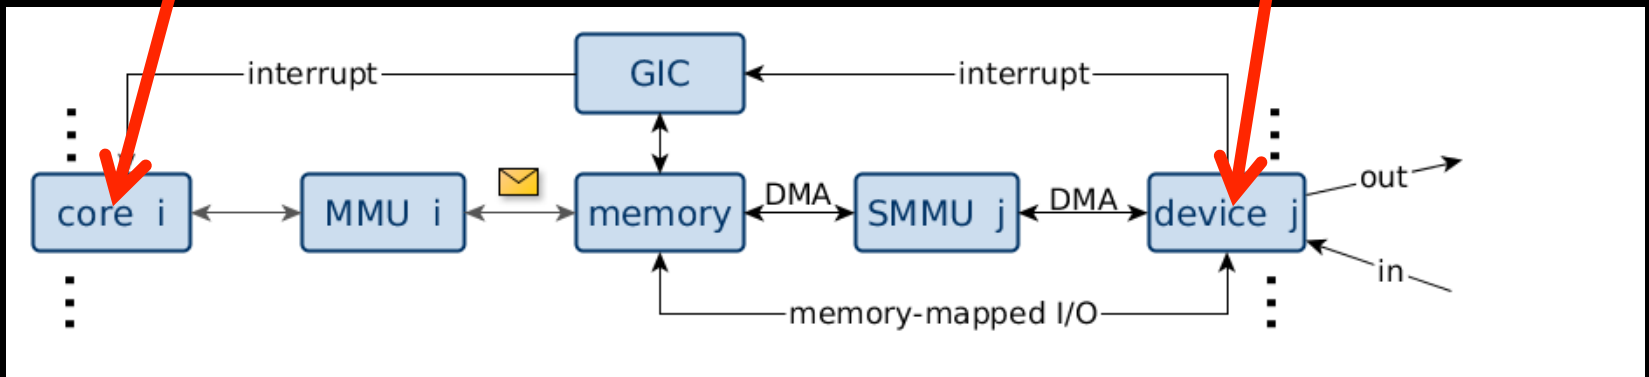 GIC
interrupt
interrupt
core i
MMU i
memory
DMA
SMMU j
DMA
device j
out
in
memory-mapped I/O